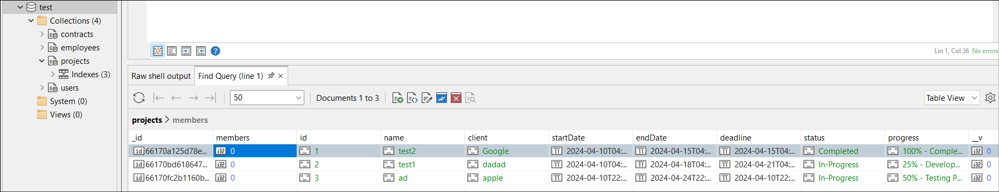 test
Collections (4)
contracts
employees
projects
Indexes (3)
users
System (0)
Views (0)
Lin 1, Col 36 No errors
Raw shell output Find Query (line 1)
50 Documents 1 to 3 Table View
projects > members
_id members id name client startDate endDate deadline status progress __v
66170a125d78e... 0 1 test2 Google 2024-04-10T04:... 2024-04-15T04:... 2024-04-15T04:... Completed 100% - Comple... 0
66170bd618647... 0 2 test1 dadad 2024-04-10T04:... 2024-04-18T04:... 2024-04-21T04:... In-Progress 25% - Develop... 0
66170fc2b1160b... 0 3 ad apple 2024-04-10T22:... 2024-04-24T22:... 2024-04-10T22:... In-Progress 50% - Testing P... 0